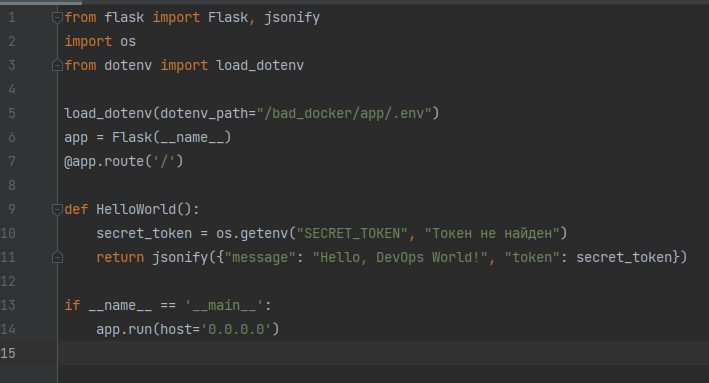 1 from flask import Flask, jsonify
2 import os
3 from dotenv import load_dotenv
4
5 load_dotenv(dotenv_path="/bad_docker/app/.env")
6 app = Flask(__name__)
7 @app.route('/')
8
9 def HelloWorld():
10     secret_token = os.getenv("SECRET_TOKEN", "Токен не найден")
11     return jsonify({"message": "Hello, DevOps World!", "token": secret_token})
12
13 if __name__ == '__main__':
14     app.run(host='0.0.0.0')
15